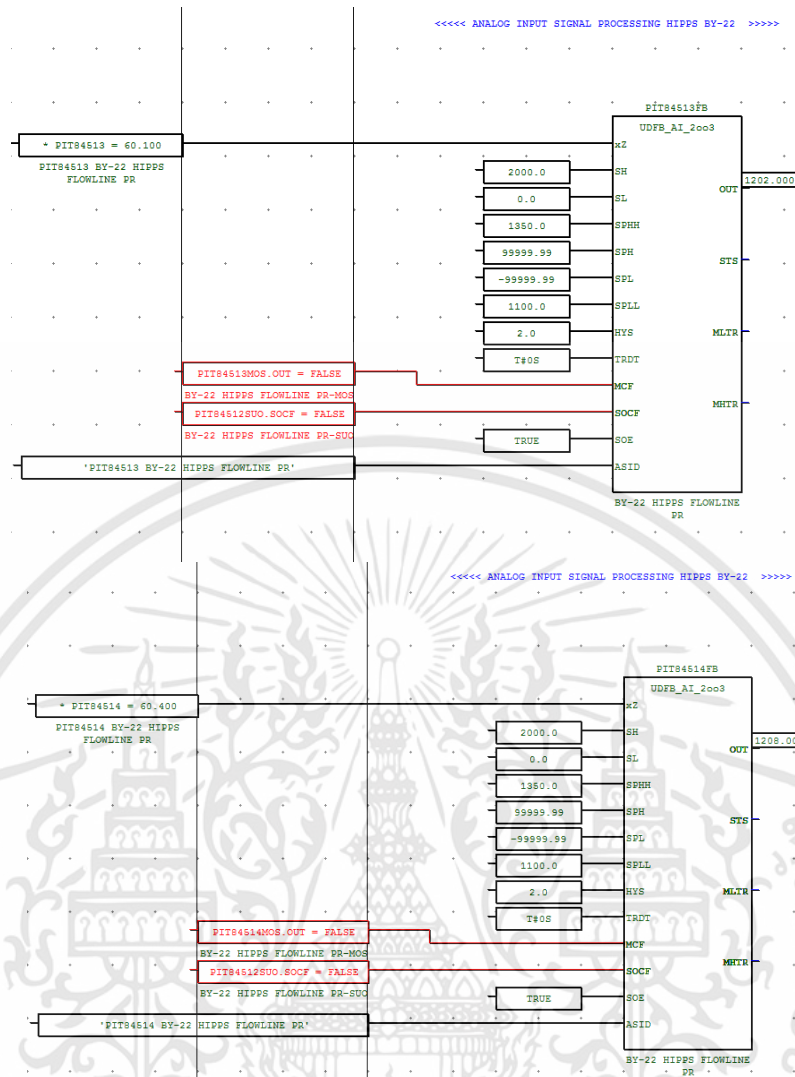 <<<<< ANALOG INPUT SIGNAL PROCESSING HIPPS BY-22 >>>>>
PIT84513FB
UDFB_AI_2oo3
* PIT84513 = 60.100
xZ
PIT84513 BY-22 HIPPS
FLOWLINE PR
2000.0
SH
OUT
1202.000
0.0
SL
1350.0
SPHH
99999.99
SPH
STS
-99999.99
SPL
1100.0
SPLL
2.0
HYS
MLTR
T#0S
TRDT
PIT84513MOS.OUT = FALSE
MCF
BY-22 HIPPS FLOWLINE PR-MOS
MHTR
PIT84512SUO.SOCF = FALSE
SOCF
BY-22 HIPPS FLOWLINE PR-SUO
TRUE
SOE
'PIT84513 BY-22 HIPPS FLOWLINE PR'
ASID
BY-22 HIPPS FLOWLINE
PR
<<<<< ANALOG INPUT SIGNAL PROCESSING HIPPS BY-22 >>>>>
PIT84514FB
UDFB_AI_2oo3
* PIT84514 = 60.400
xZ
PIT84514 BY-22 HIPPS
FLOWLINE PR
2000.0
SH
OUT
1208.00
0.0
SL
1350.0
SPHH
99999.99
SPH
STS
-99999.99
SPL
1100.0
SPLL
2.0
HYS
MLTR
T#0S
TRDT
PIT84514MOS.OUT = FALSE
MCF
BY-22 HIPPS FLOWLINE PR-MOS
MHTR
PIT84512SUO.SOCF = FALSE
SOCF
BY-22 HIPPS FLOWLINE PR-SUO
TRUE
SOE
'PIT84514 BY-22 HIPPS FLOWLINE PR'
ASID
BY-22 HIPPS FLOWLINE
PR